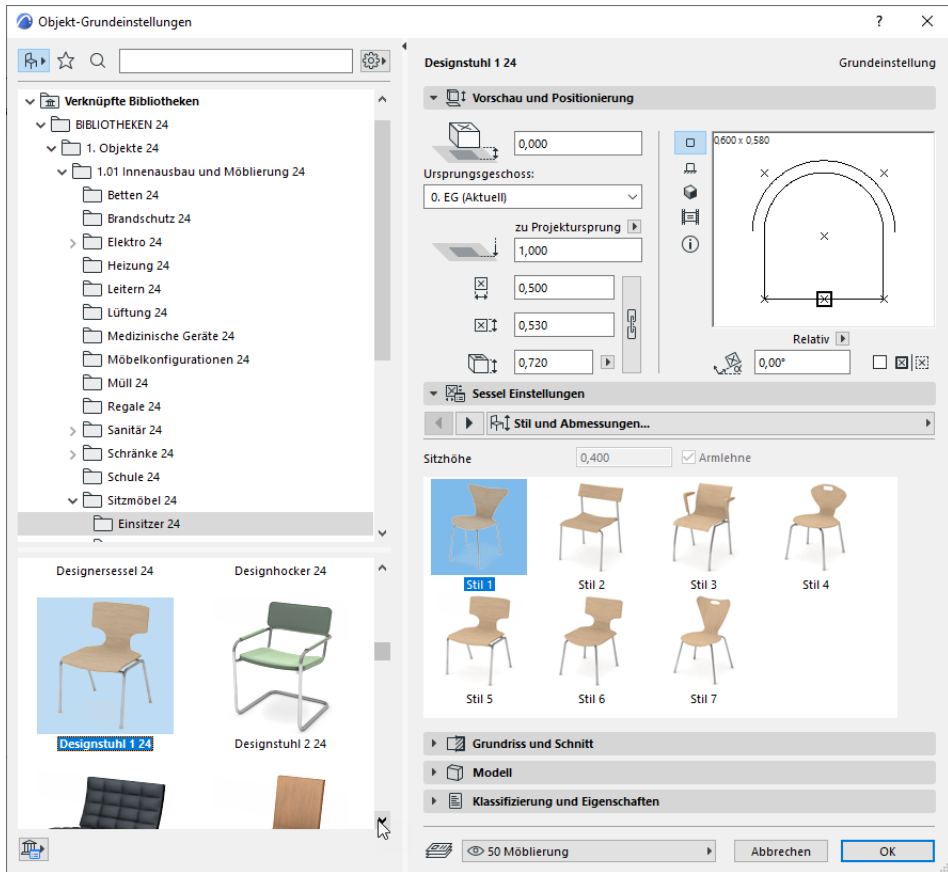 Objekt-Grundeinstellungen
?
Verknüpfte Bibliotheken
BIBLIOTHEKEN 24
1. Objekte 24
1.01 Innenausbau und Möblierung 24
Betten 24
Brandschutz 24
Elektro 24
Heizung 24
Leitern 24
Lüftung 24
Medizinische Geräte 24
Möbelkonfigurationen 24
Müll 24
Regale 24
Sanitär 24
Schränke 24
Schule 24
Sitzmöbel 24
Einsitzer 24
Designersessel 24 Designhocker 24
Designstuhl 1 24 Designstuhl 2 24
Designstuhl 1 24 Grundeinstellung
Vorschau und Positionierung
0,000
Ursprungsgeschoss:
0. EG (Aktuell)
zu Projektursprung
1,000
0,500
0,530
0,720
0,600 x 0,580
Relativ
α 0,00°
Sessel Einstellungen
Stil und Abmessungen...
Sitzhöhe 0,400 Armlehne
Stil 1 Stil 2 Stil 3 Stil 4
Stil 5 Stil 6 Stil 7
Grundriss und Schnitt
Modell
Klassifizierung und Eigenschaften
50 Möblierung Abbrechen OK